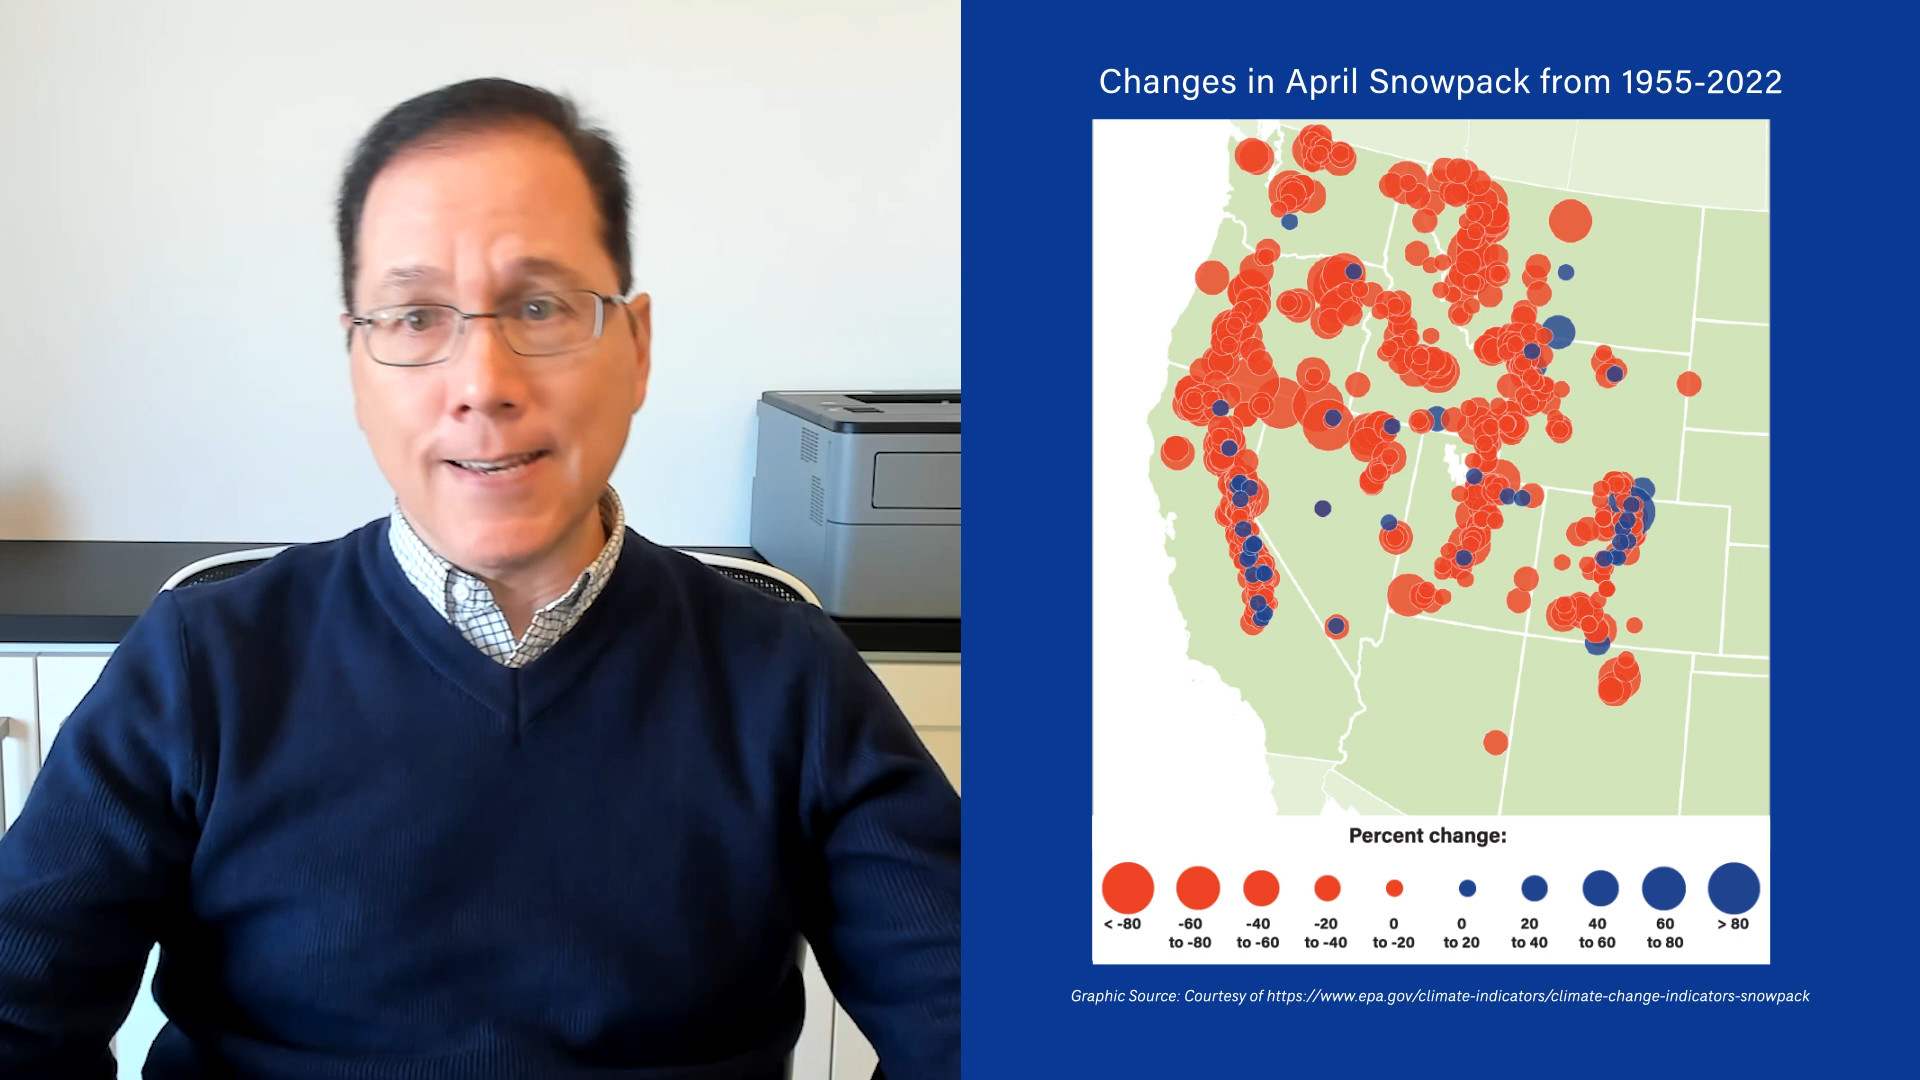 Changes in April Snowpack from 1955-2022
Percent change:
< -80 -60 -40 -20 0 0 20 40 60 > 80
to -80 to -60 to -40 to -20 to 20 to 40 to 60 to 80
Graphic Source: Courtesy of https://www.epa.gov/climate-indicators/climate-change-indicators-snowpack